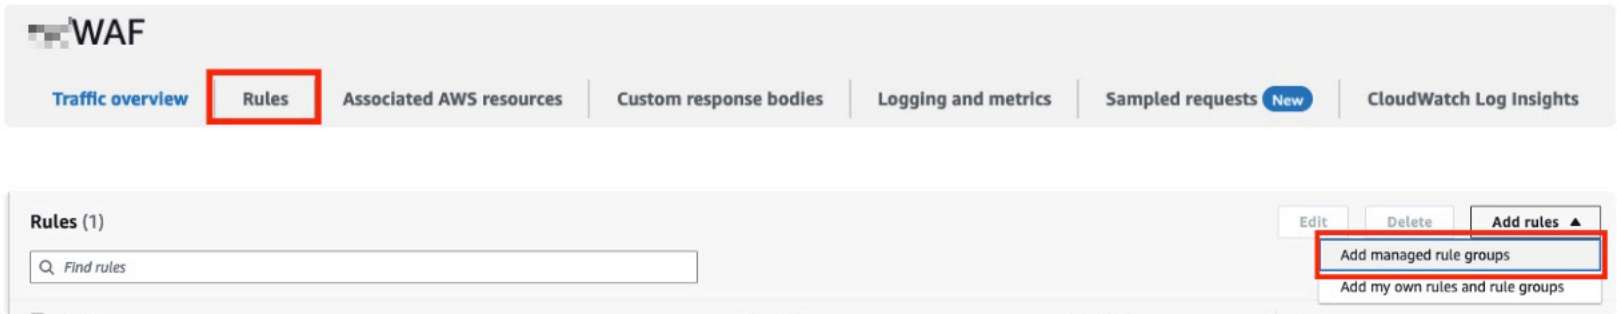 WAF
Traffic overview Rules Associated AWS resources Custom response bodies Logging and metrics Sampled requests New CloudWatch Log Insights
Rules (1) Edit Delete Add rules
Find rules
Add managed rule groups
Add my own rules and rule groups